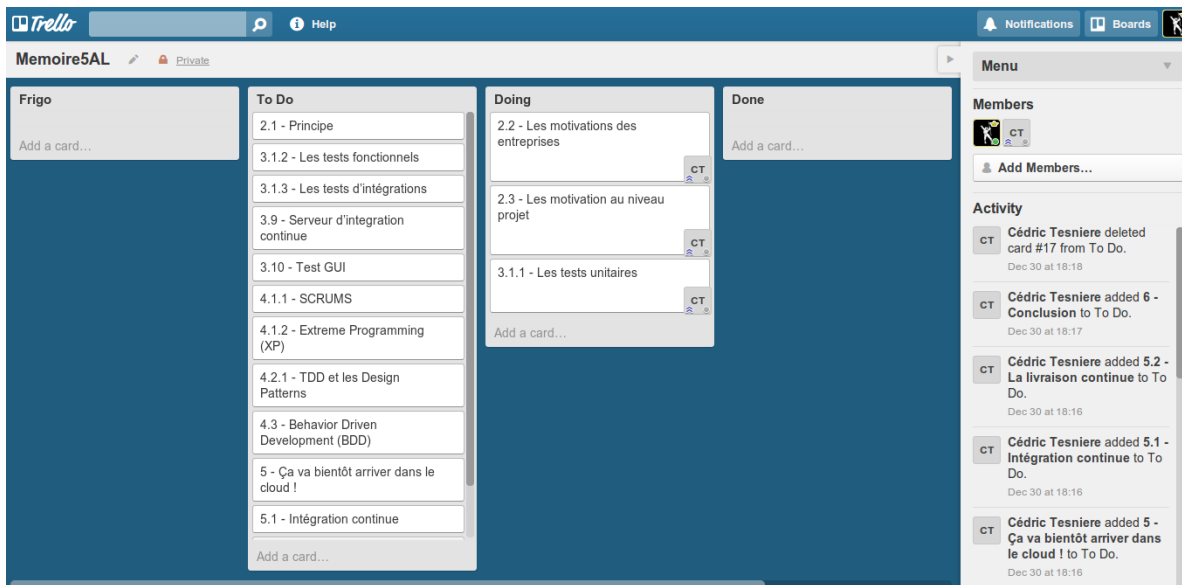 Trello
Help
Notifications
Boards
Memoire5AL
Private
Frigo
Add a card…
To Do
2.1 - Principe
3.1.2 - Les tests fonctionnels
3.1.3 - Les tests d'intégrations
3.9 - Serveur d'integration
continue
3.10 - Test GUI
4.1.1 - SCRUMS
4.1.2 - Extreme Programming
(XP)
4.2.1 - TDD et les Design
Patterns
4.3 - Behavior Driven
Development (BDD)
5 - Ça va bientôt arriver dans le
cloud !
5.1 - Intégration continue
Add a card…
Doing
2.2 - Les motivations des
entreprises
CT
2.3 - Les motivation au niveau
projet
CT
3.1.1 - Les tests unitaires
CT
Add a card…
Done
Add a card…
Menu
Members
CT
Add Members…
Activity
CT
Cédric Tesniere deleted
card #17 from To Do.
Dec 30 at 18:18
CT
Cédric Tesniere added 6 -
Conclusion to To Do.
Dec 30 at 18:17
CT
Cédric Tesniere added 5.2 -
La livraison continue to To
Do.
Dec 30 at 18:16
CT
Cédric Tesniere added 5.1 -
Intégration continue to To
Do.
Dec 30 at 18:16
CT
Cédric Tesniere added 5 -
Ça va bientôt arriver dans
le cloud ! to To Do.
Dec 30 at 18:16